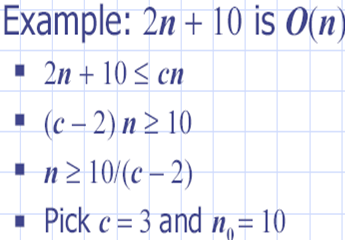 Example: 2n + 10 is O(n)
▪ 2n + 10 ≤ cn
▪ (c − 2) n ≥ 10
▪ n ≥ 10/(c − 2)
▪ Pick c = 3 and n₀ = 10